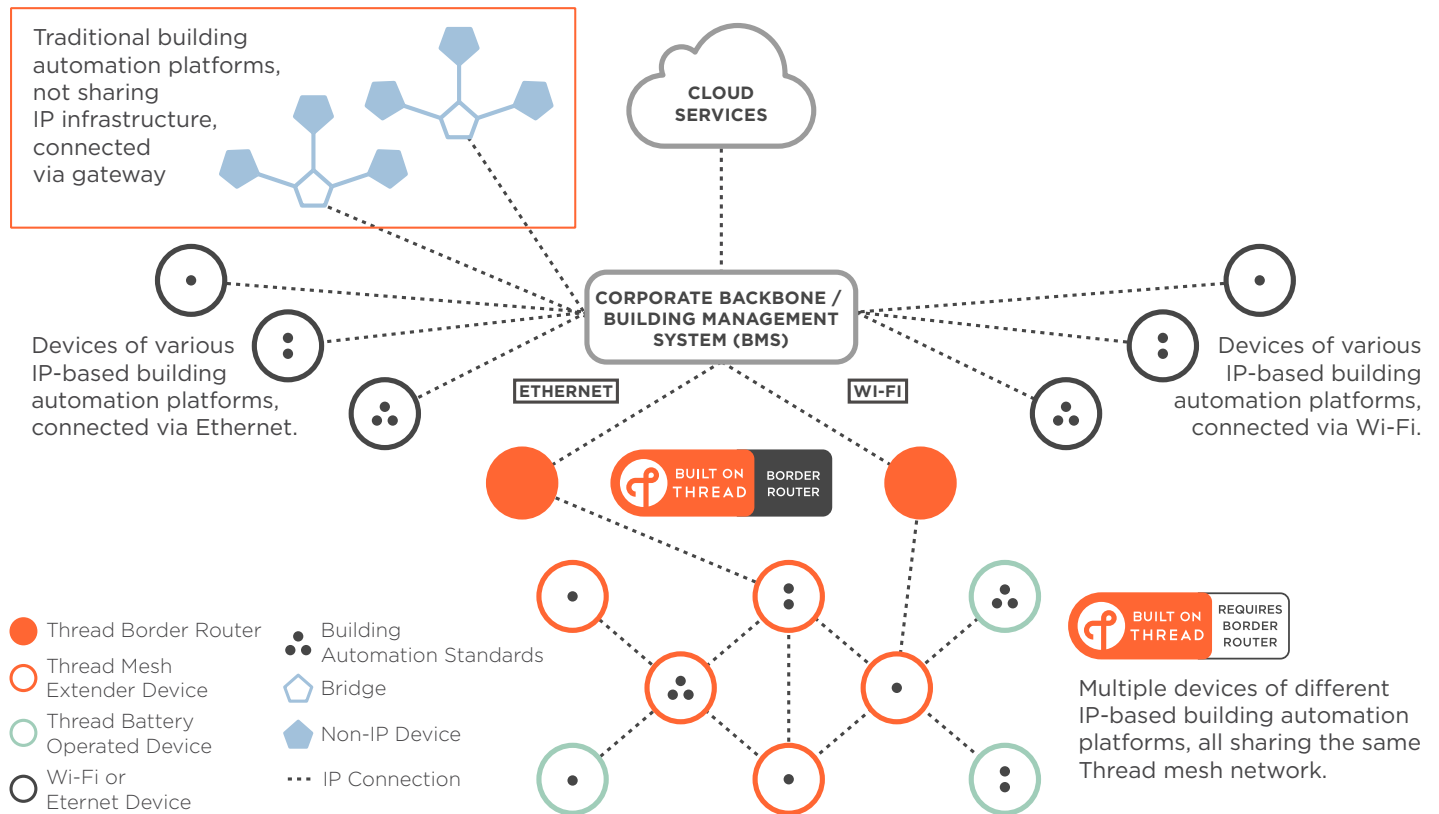 Traditional building
automation platforms,
not sharing
IP infrastructure,
connected
via gateway
CLOUD
SERVICES
CORPORATE BACKBONE /
BUILDING MANAGEMENT
SYSTEM (BMS)
Devices of various
IP-based building
automation platforms,
connected via Ethernet.
ETHERNET
WI-FI
Devices of various
IP-based building
automation platforms,
connected via Wi-Fi.
BUILT ON
THREAD
BORDER
ROUTER
Thread Border Router
Thread Mesh
Extender Device
Thread Battery
Operated Device
Wi-Fi or
Eternet Device
Building
Automation Standards
Bridge
Non-IP Device
IP Connection
BUILT ON
THREAD
REQUIRES
BORDER
ROUTER
Multiple devices of different
IP-based building automation
platforms, all sharing the same
Thread mesh network.